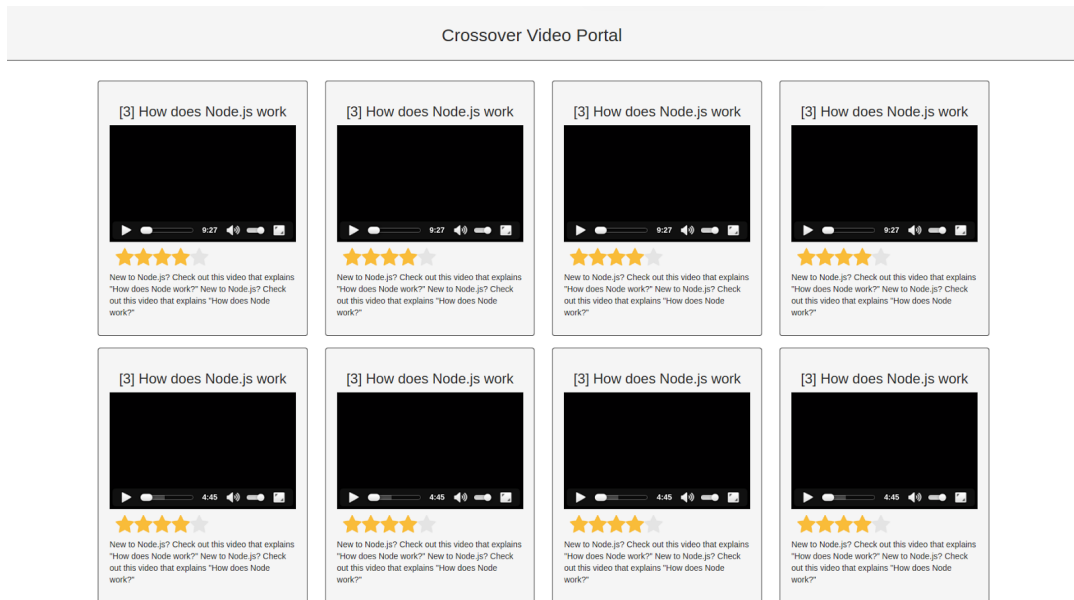 Crossover Video Portal
[3] How does Node.js work
[3] How does Node.js work
[3] How does Node.js work
[3] How does Node.js work
9:27
9:27
9:27
9:27
New to Node.js? Check out this video that explains
"How does Node work?" New to Node.js? Check
out this video that explains "How does Node
work?"
New to Node.js? Check out this video that explains
"How does Node work?" New to Node.js? Check
out this video that explains "How does Node
work?"
New to Node.js? Check out this video that explains
"How does Node work?" New to Node.js? Check
out this video that explains "How does Node
work?"
New to Node.js? Check out this video that explains
"How does Node work?" New to Node.js? Check
out this video that explains "How does Node
work?"
[3] How does Node.js work
[3] How does Node.js work
[3] How does Node.js work
[3] How does Node.js work
4:45
4:45
4:45
4:45
New to Node.js? Check out this video that explains
"How does Node work?" New to Node.js? Check
out this video that explains "How does Node
work?"
New to Node.js? Check out this video that explains
"How does Node work?" New to Node.js? Check
out this video that explains "How does Node
work?"
New to Node.js? Check out this video that explains
"How does Node work?" New to Node.js? Check
out this video that explains "How does Node
work?"
New to Node.js? Check out this video that explains
"How does Node work?" New to Node.js? Check
out this video that explains "How does Node
work?"